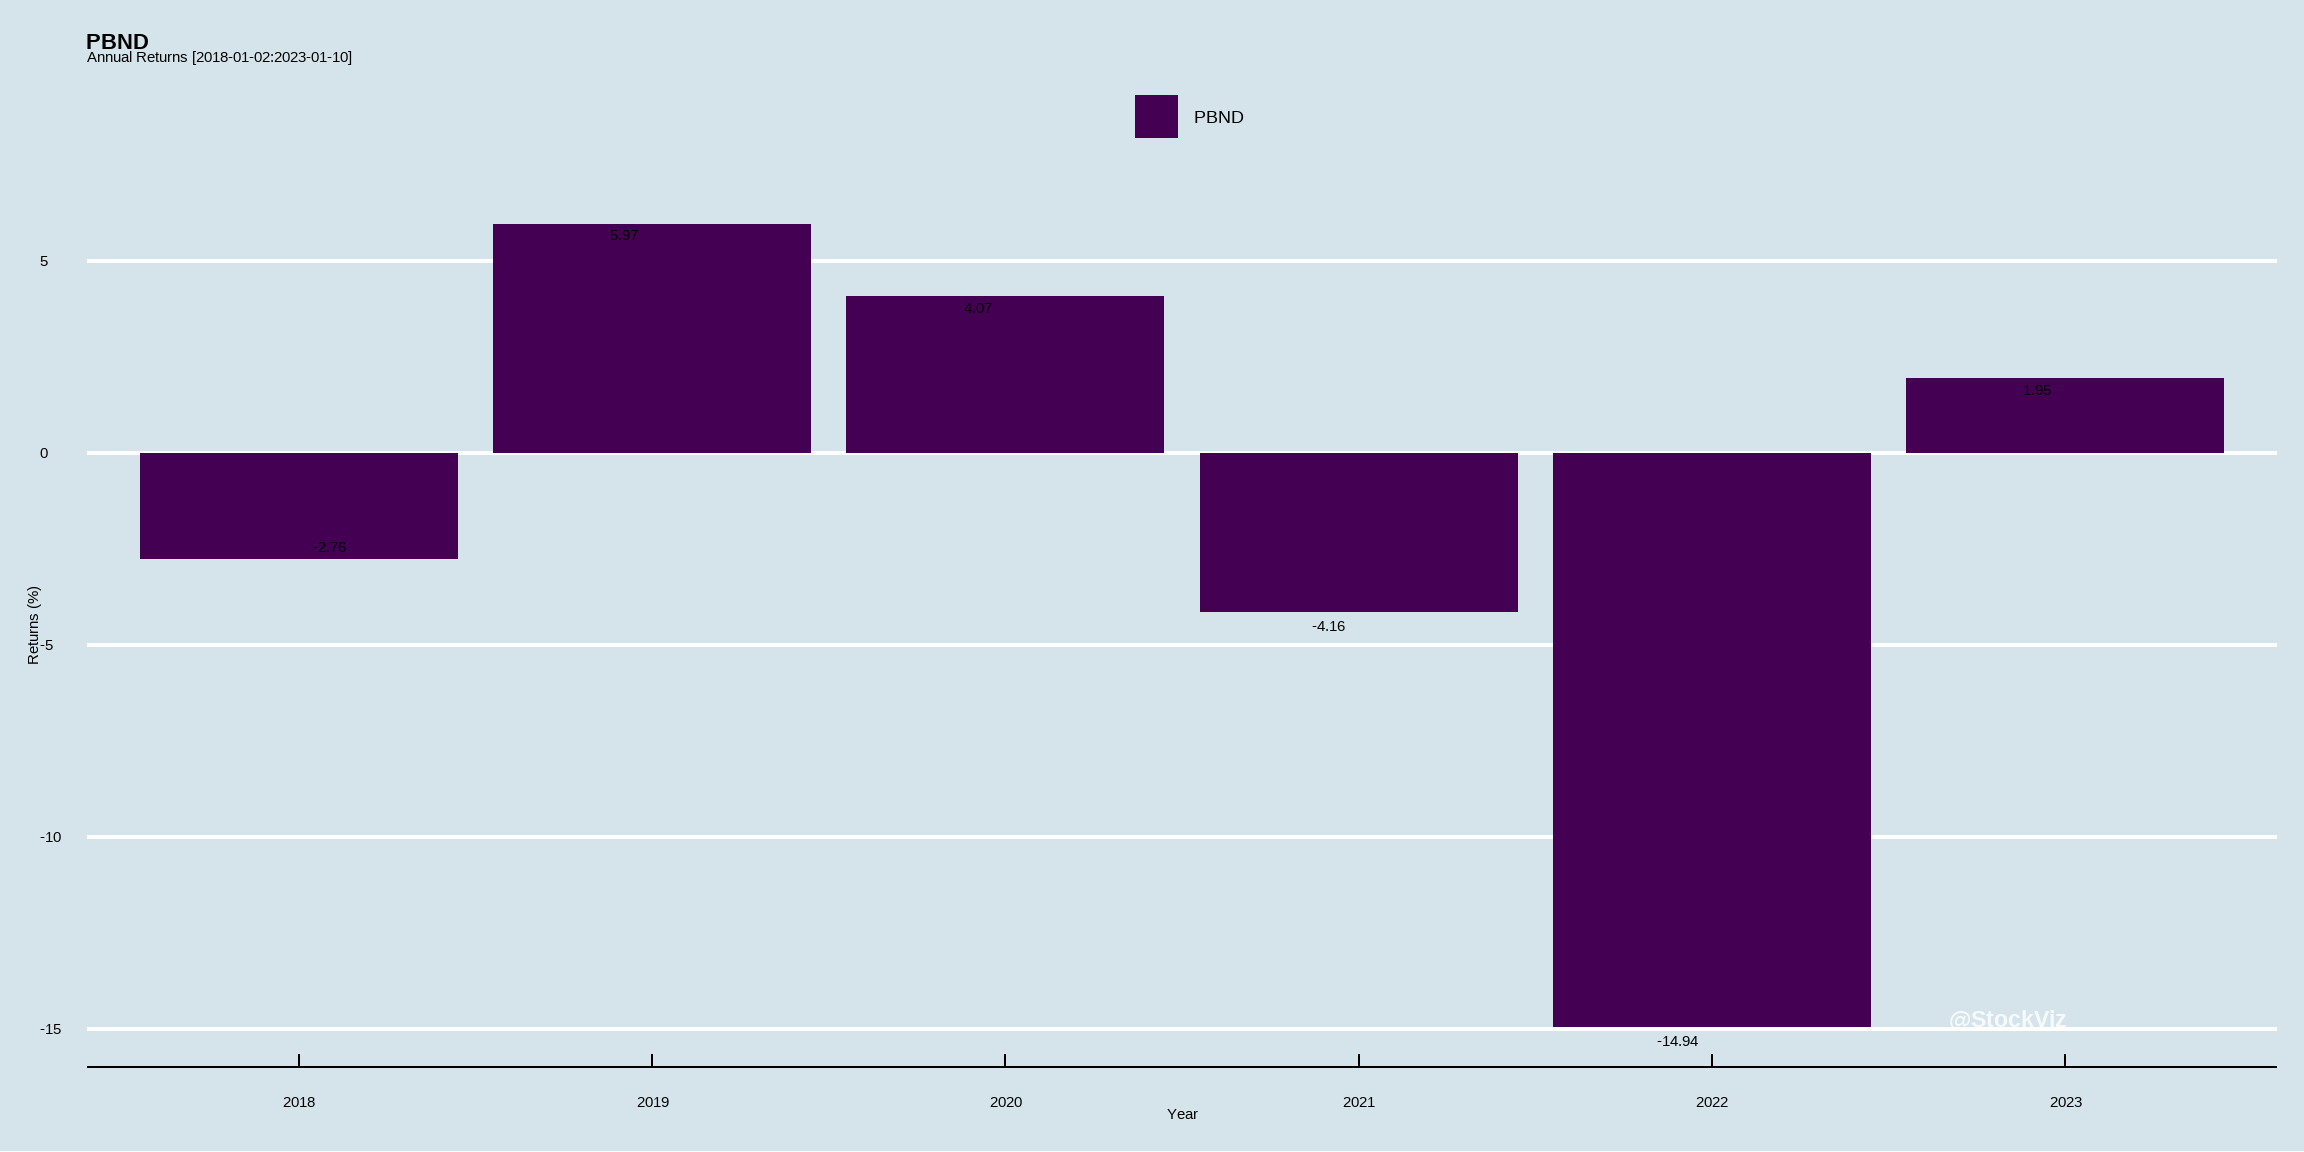 PBND
Annual Returns [2018-01-02:2023-01-10]
PBND
5.97
5
4.07
1.95
0
-2.76
Returns (%)
-4.16
-5
-10
@StockViz
-15
-14.94
2018 2019 2020 2021 2022 2023
Year